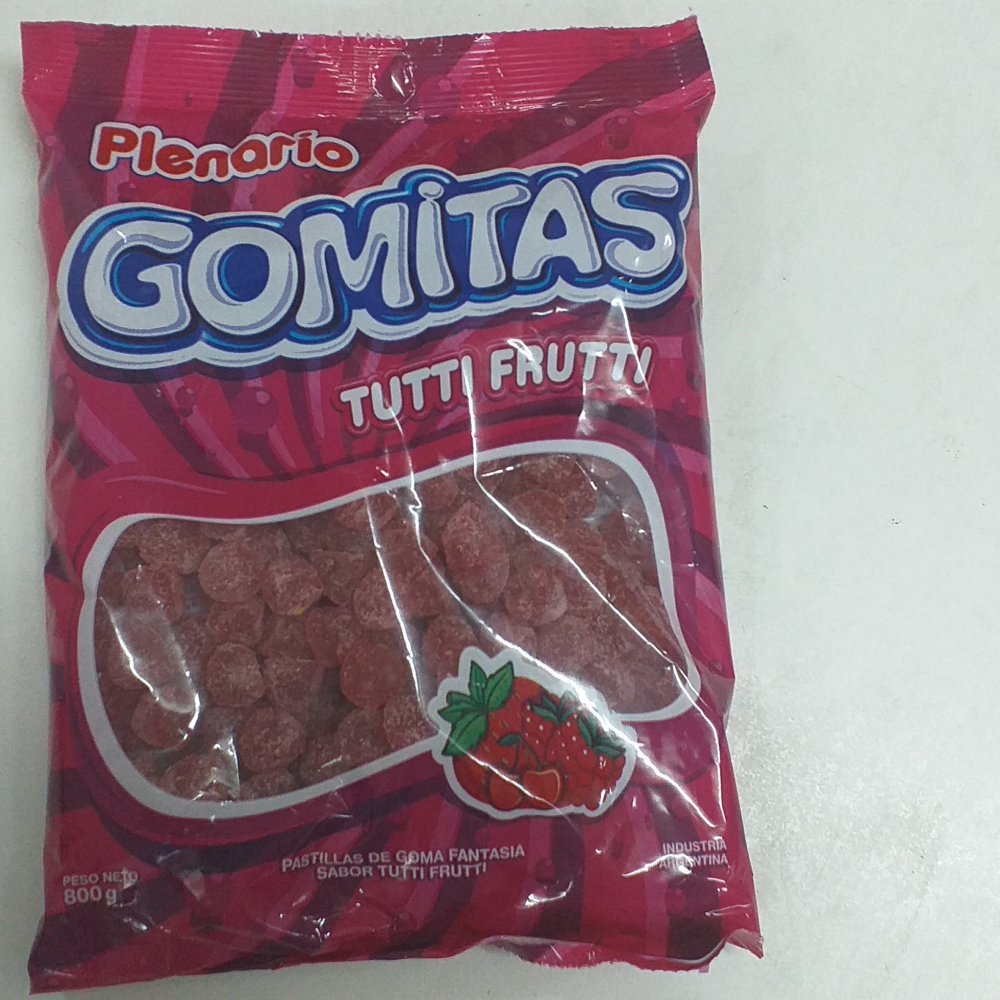 Plenario
GOMiTAS
TUTTI FRUTTI
PASTILLAS DE GOMA FANTASIA
SABOR TUTTI FRUTTI
INDUSTRIA
ARGENTINA
PESO NETO
800g